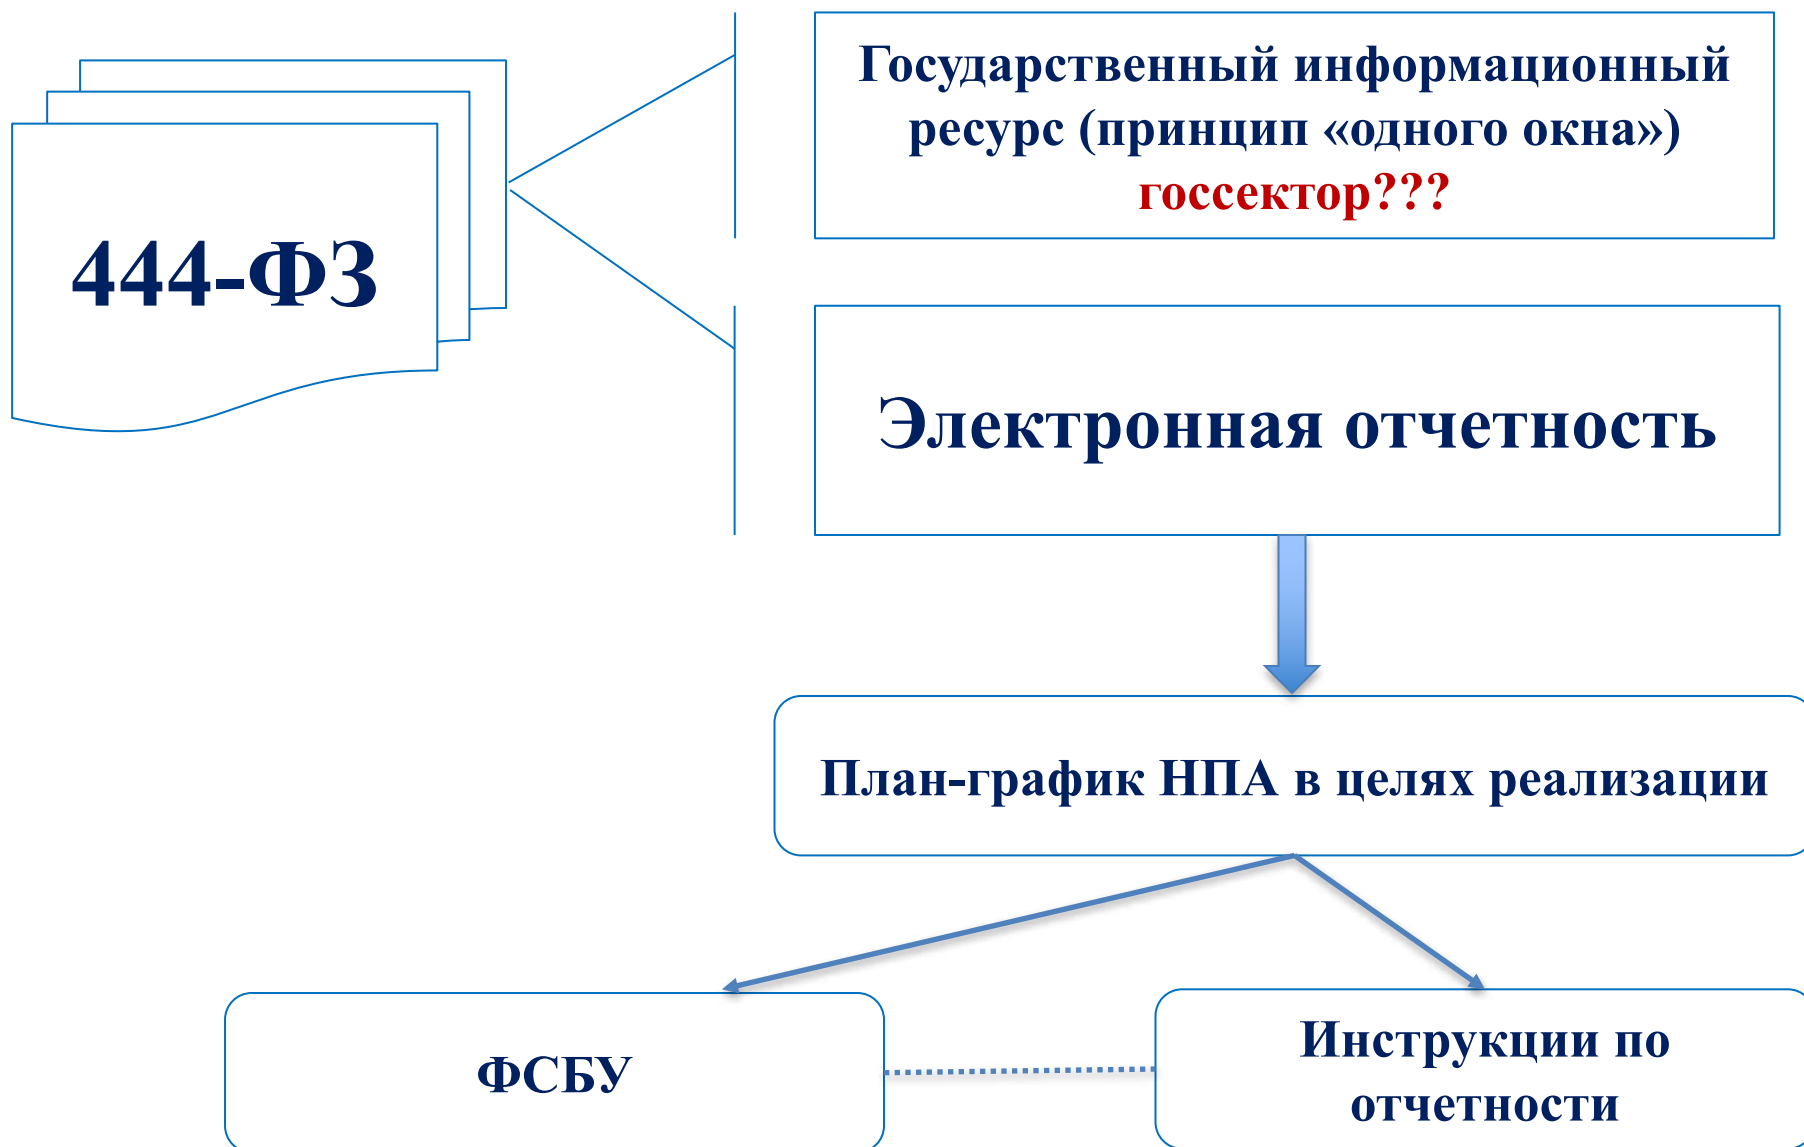 444-ФЗ
Государственный информационный
ресурс (принцип «одного окна»)
госсектор???
Электронная отчетность
План-график НПА в целях реализации
ФСБУ
Инструкции по
отчетности